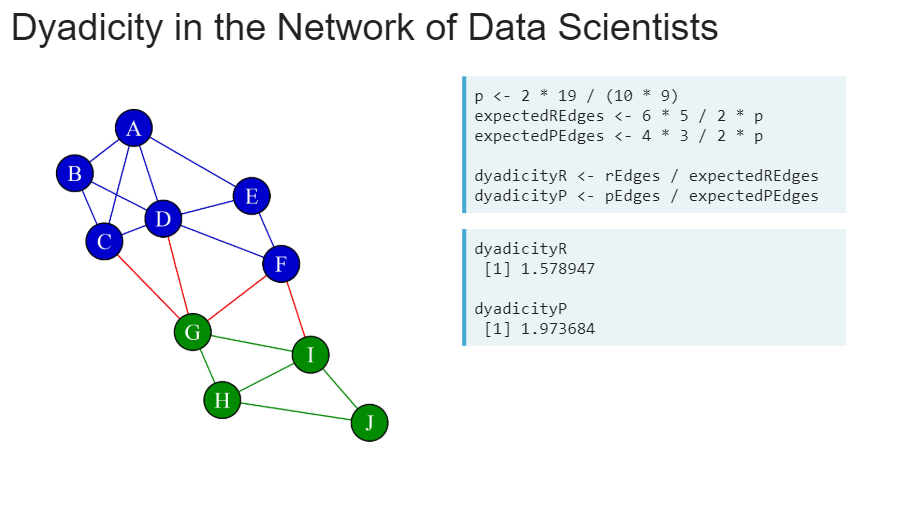 Dyadicity in the Network of Data Scientists
A
B
C
D
E
F
G
H
I
J
p <- 2 * 19 / (10 * 9)
expectedREdges <- 6 * 5 / 2 * p
expectedPEdges <- 4 * 3 / 2 * p
dyadicityR <- rEdges / expectedREdges
dyadicityP <- pEdges / expectedPEdges
dyadicityR
[1] 1.578947
dyadicityP
[1] 1.973684